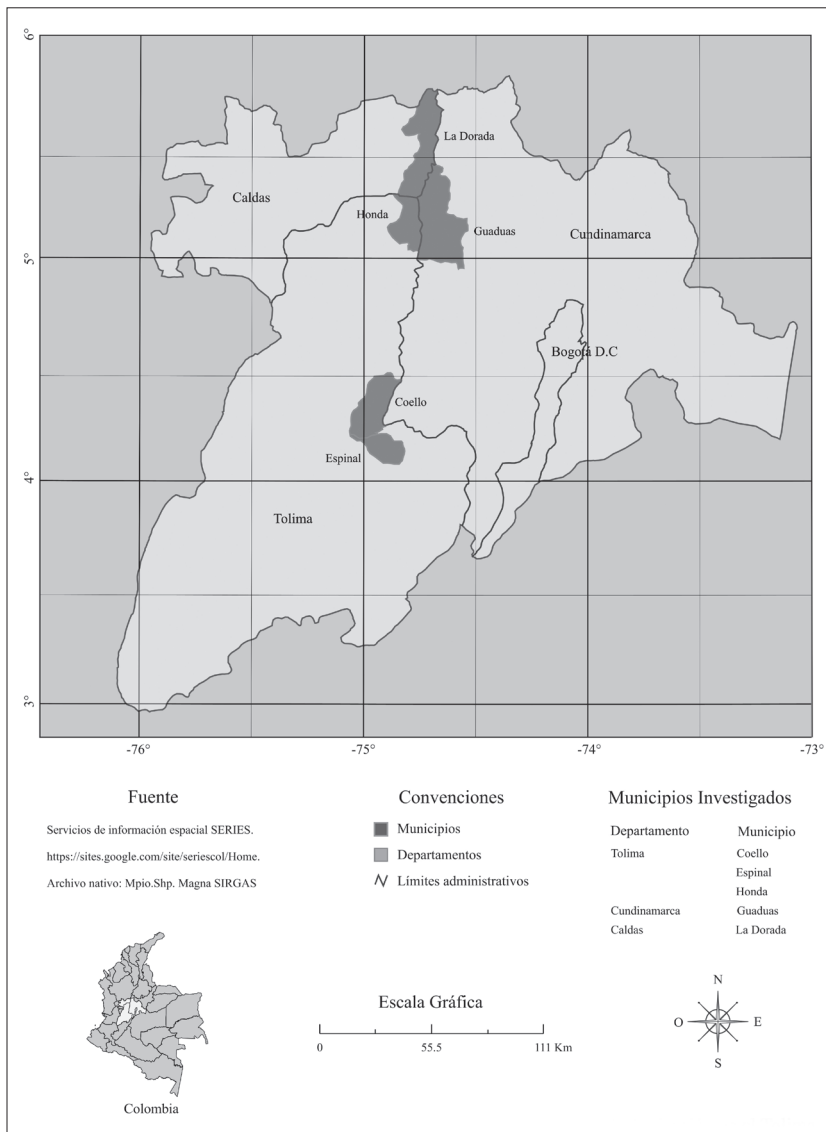 6°
La Dorada
Caldas
Honda
Guaduas
Cundinamarca
5°
Bogotá D.C
Coello
Espinal
4°
Tolima
3°
-76°
-75°
-74°
-73°
Fuente
Servicios de información espacial SERIES.
https://sites.google.com/site/seriescol/Home.
Archivo nativo: Mpio.Shp. Magna SIRGAS
Convenciones
Municipios
Departamentos
Límites administrativos
Municipios Investigados
Departamento Municipio
Tolima Coello
Espinal
Honda
Cundinamarca Guaduas
Caldas La Dorada
Colombia
Escala Gráfica
0 55.5 111 Km
N
O E
S